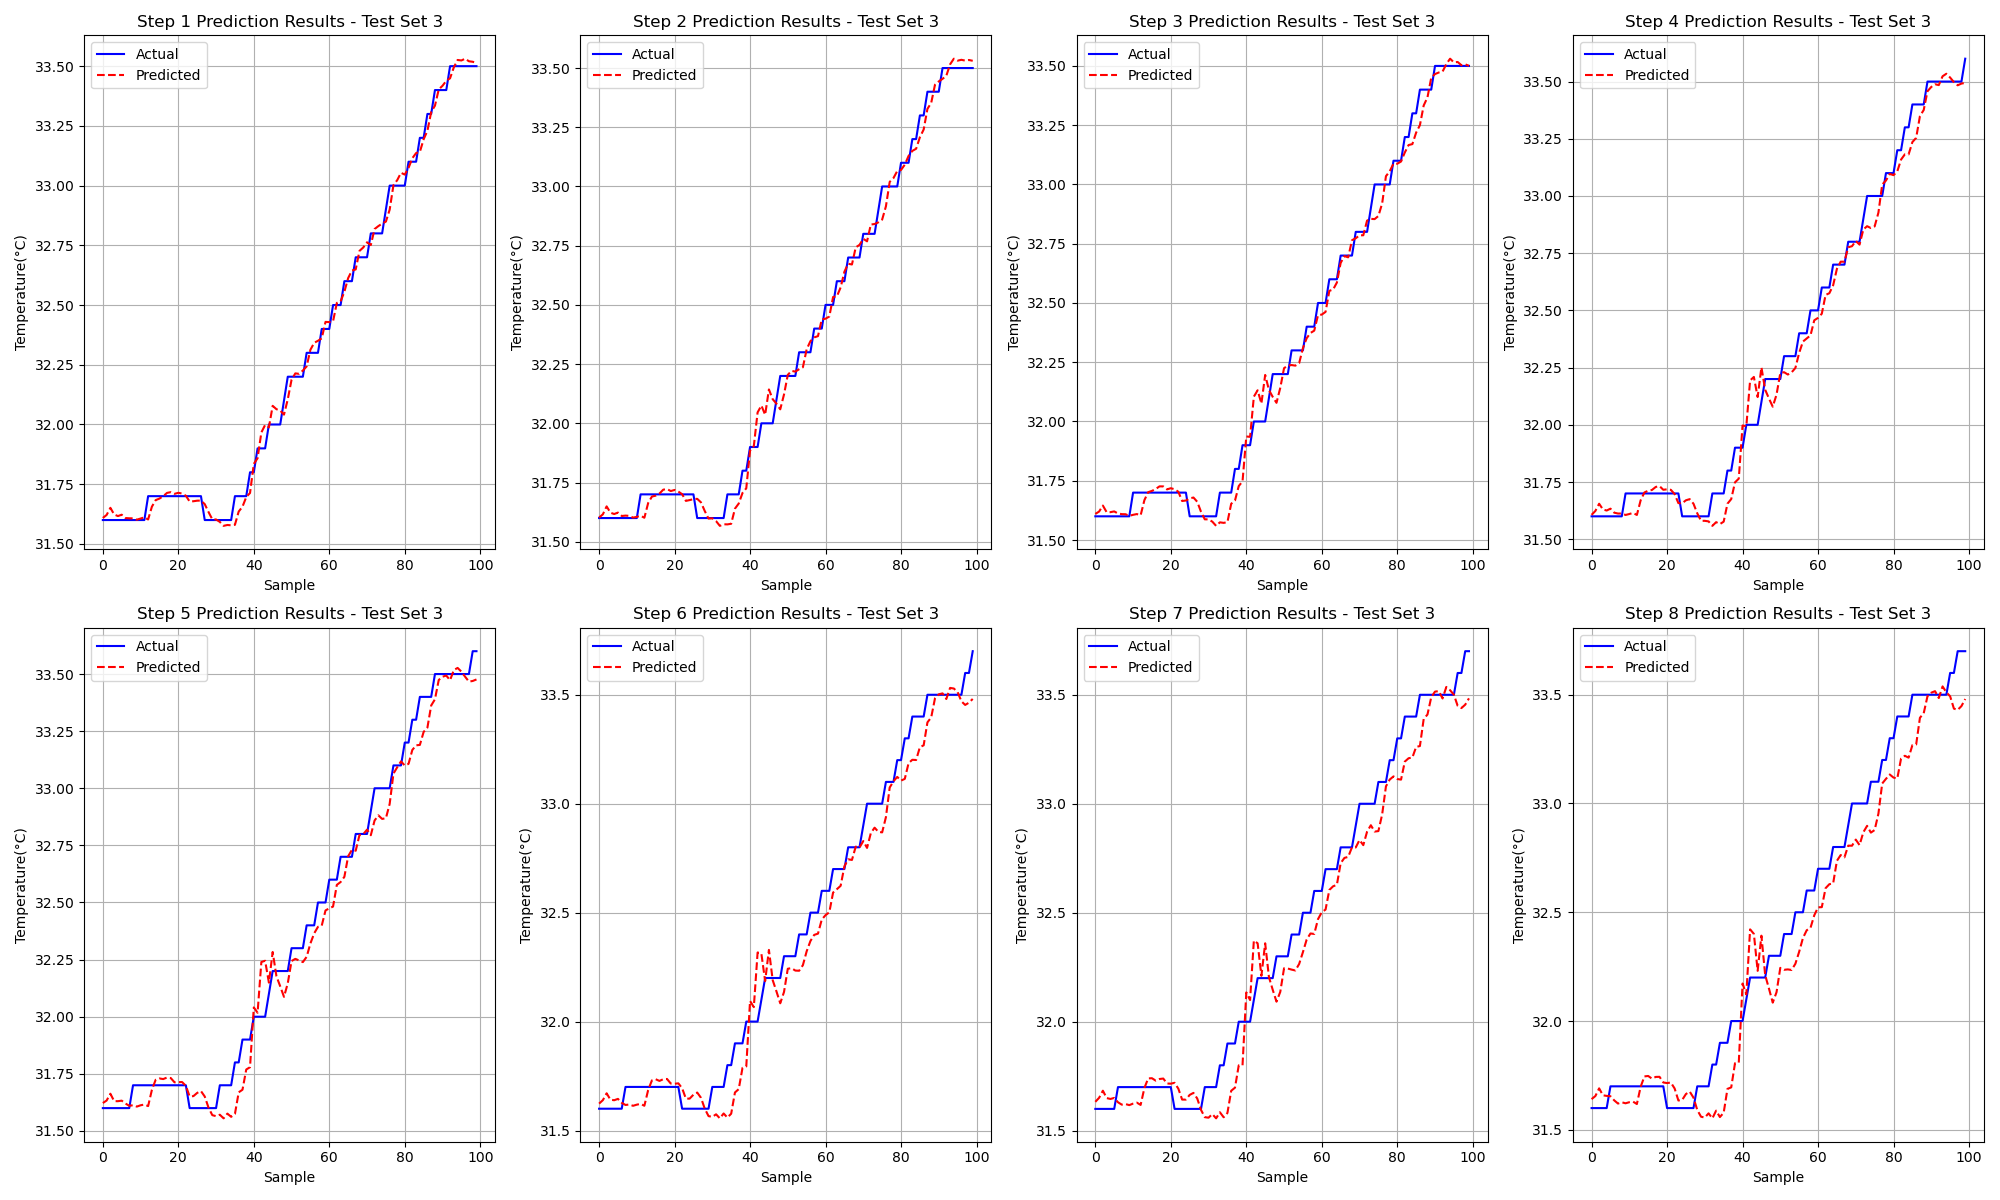 Step 1 Prediction Results - Test Set 3
Actual
Predicted
33.50
33.25
33.00
32.75
32.50
32.25
32.00
31.75
31.50
Temperature(°C)
0 20 40 60 80 100
Sample
Step 2 Prediction Results - Test Set 3
Actual
Predicted
33.50
33.25
33.00
32.75
32.50
32.25
32.00
31.75
31.50
Temperature(°C)
0 20 40 60 80 100
Sample
Step 3 Prediction Results - Test Set 3
Actual
Predicted
33.50
33.25
33.00
32.75
32.50
32.25
32.00
31.75
31.50
Temperature(°C)
0 20 40 60 80 100
Sample
Step 4 Prediction Results - Test Set 3
Actual
Predicted
33.50
33.25
33.00
32.75
32.50
32.25
32.00
31.75
31.50
Temperature(°C)
0 20 40 60 80 100
Sample
Step 5 Prediction Results - Test Set 3
Actual
Predicted
33.50
33.25
33.00
32.75
32.50
32.25
32.00
31.75
31.50
Temperature(°C)
0 20 40 60 80 100
Sample
Step 6 Prediction Results - Test Set 3
Actual
Predicted
33.5
33.0
32.5
32.0
31.5
Temperature(°C)
0 20 40 60 80 100
Sample
Step 7 Prediction Results - Test Set 3
Actual
Predicted
33.5
33.0
32.5
32.0
31.5
Temperature(°C)
0 20 40 60 80 100
Sample
Step 8 Prediction Results - Test Set 3
Actual
Predicted
33.5
33.0
32.5
32.0
31.5
Temperature(°C)
0 20 40 60 80 100
Sample